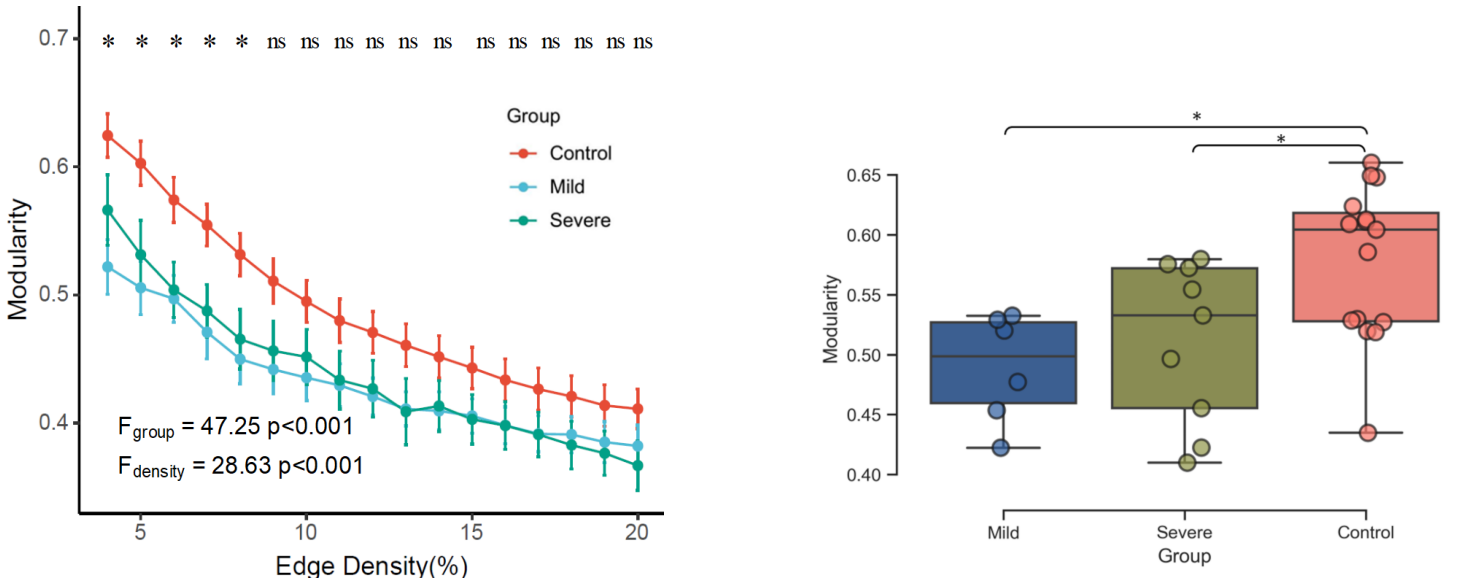 0.7
* * * * * ns ns ns ns ns ns ns ns ns ns ns ns
Group
Control
Mild
Severe
0.6
0.5
0.4
Modularity
Fgroup = 47.25 p<0.001
Fdensity = 28.63 p<0.001
5 10 15 20
Edge Density(%)
*
*
0.65
0.60
0.55
0.50
0.45
0.40
Modularity
Mild Severe Control
Group